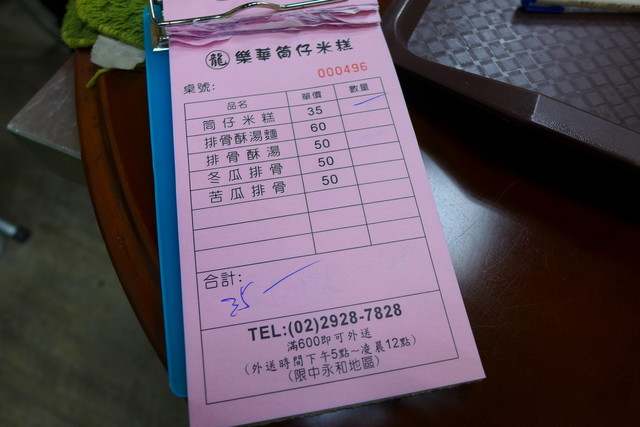 龍 樂華筒仔米糕
000496
桌號:
品名 單價 數量
筒仔米糕 35
排骨酥湯麵 60
排骨酥湯 50
冬瓜排骨 50
苦瓜排骨 50
合計:
35
TEL:(02)2928-7828
滿600即可外送
(外送時間下午5點~凌晨12點)
(限中永和地區)